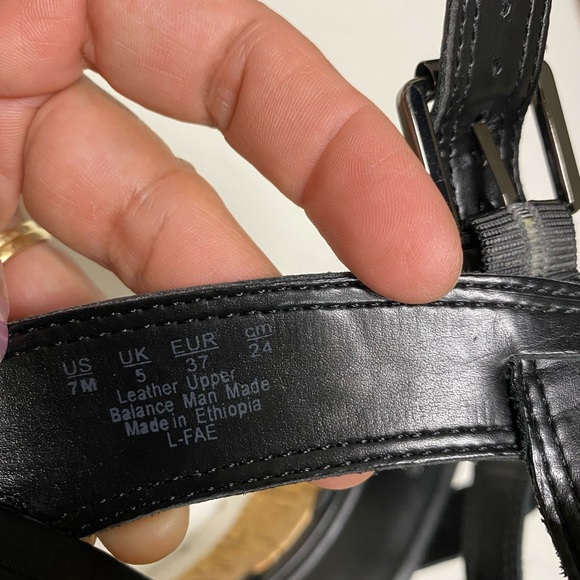 US UK EUR cm
7M 5 37 24
Leather Upper
Balance Man Made
Made in Ethiopia
L-FAE